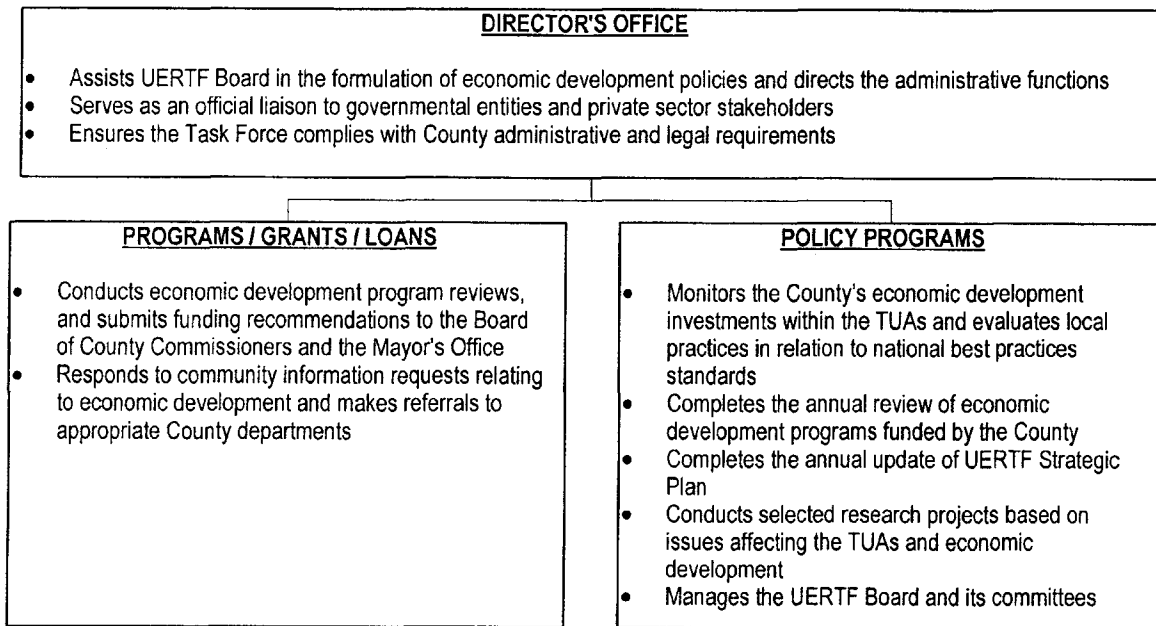 DIRECTOR'S OFFICE
• Assists UERTF Board in the formulation of economic development policies and directs the administrative functions
• Serves as an official liaison to governmental entities and private sector stakeholders
• Ensures the Task Force complies with County administrative and legal requirements
PROGRAMS / GRANTS / LOANS
• Conducts economic development program reviews,
and submits funding recommendations to the Board
of County Commissioners and the Mayor's Office
• Responds to community information requests relating
to economic development and makes referrals to
appropriate County departments
POLICY PROGRAMS
• Monitors the County's economic development
investments within the TUAs and evaluates local
practices in relation to national best practices
standards
• Completes the annual review of economic
development programs funded by the County
• Completes the annual update of UERTF Strategic
Plan
• Conducts selected research projects based on
issues affecting the TUAs and economic
development
• Manages the UERTF Board and its committees